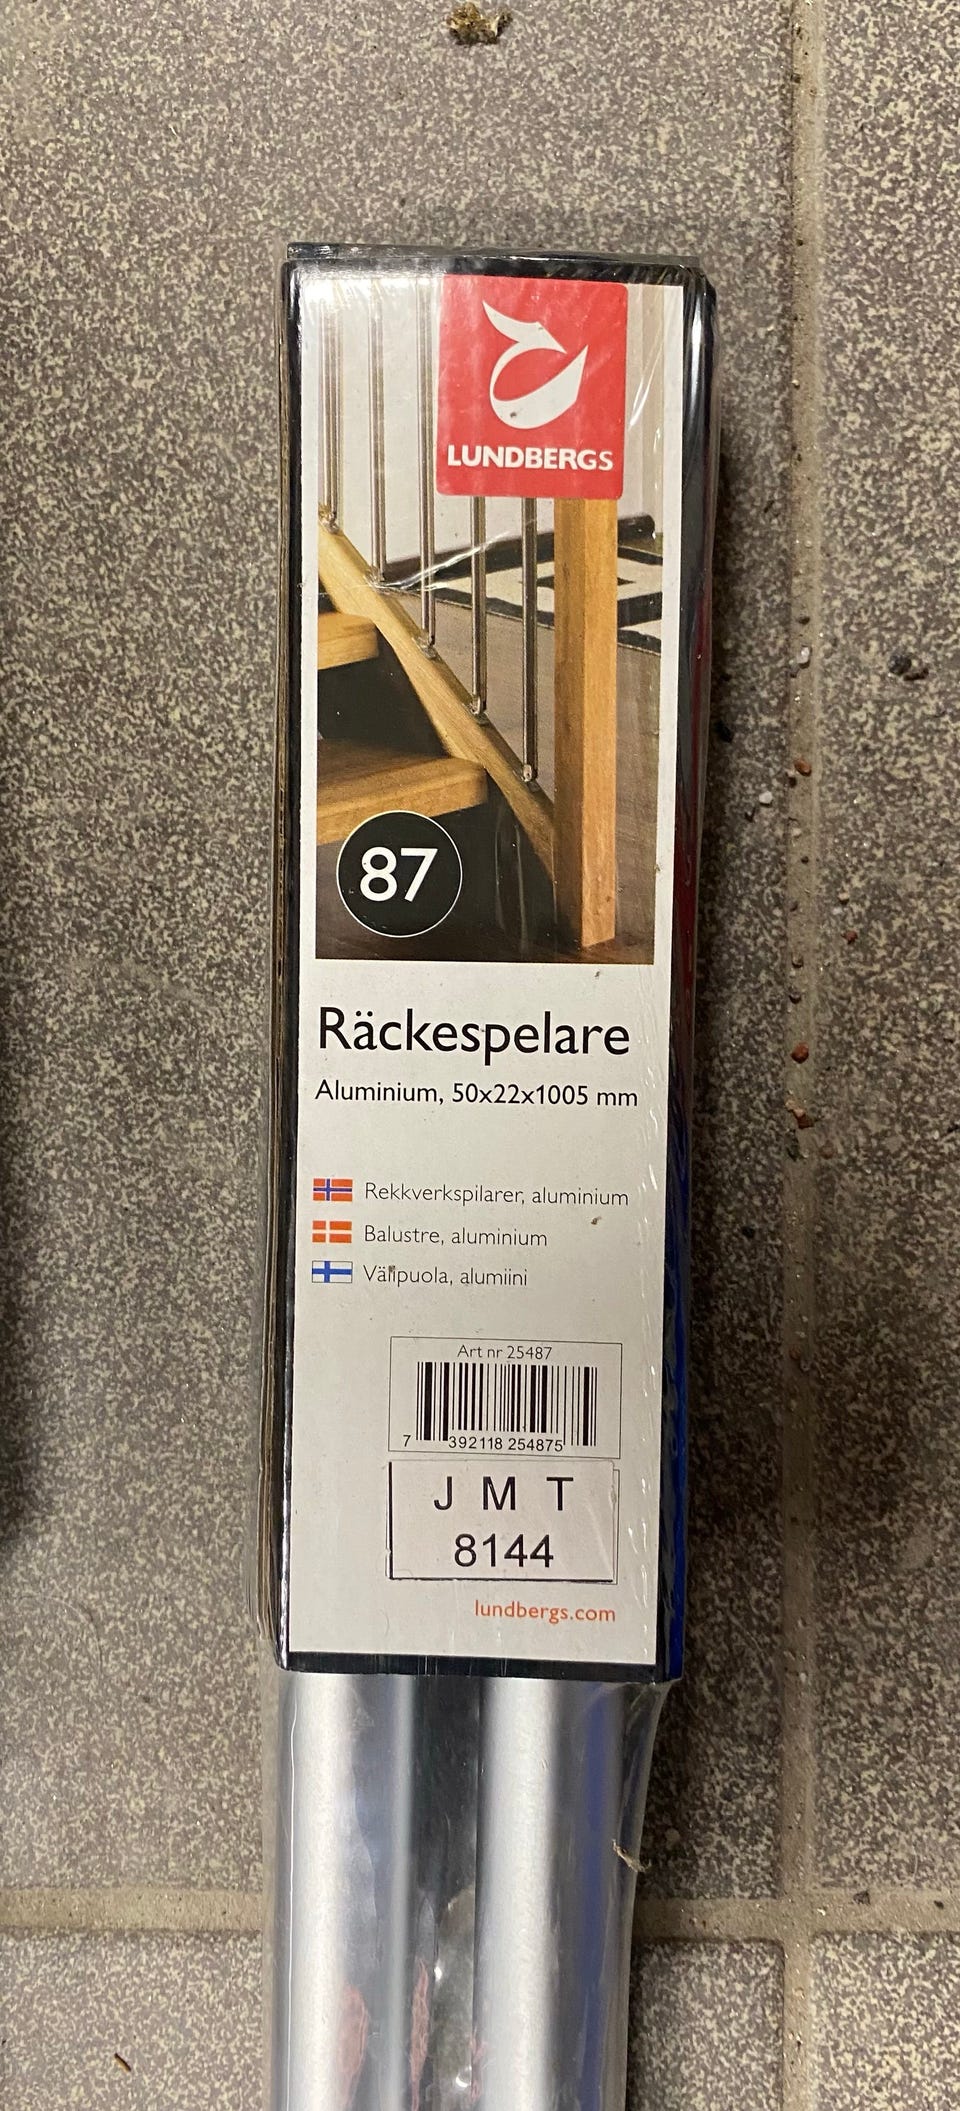 LUNDBERGS
87
Räckespelare
Aluminium, 50x22x1005 mm
Rekkverkspilarer, aluminium
Balustre, aluminium
Välipuola, alumiini
Art nr 25487
7 392118 254875
J M T
8144
lundbergs.com